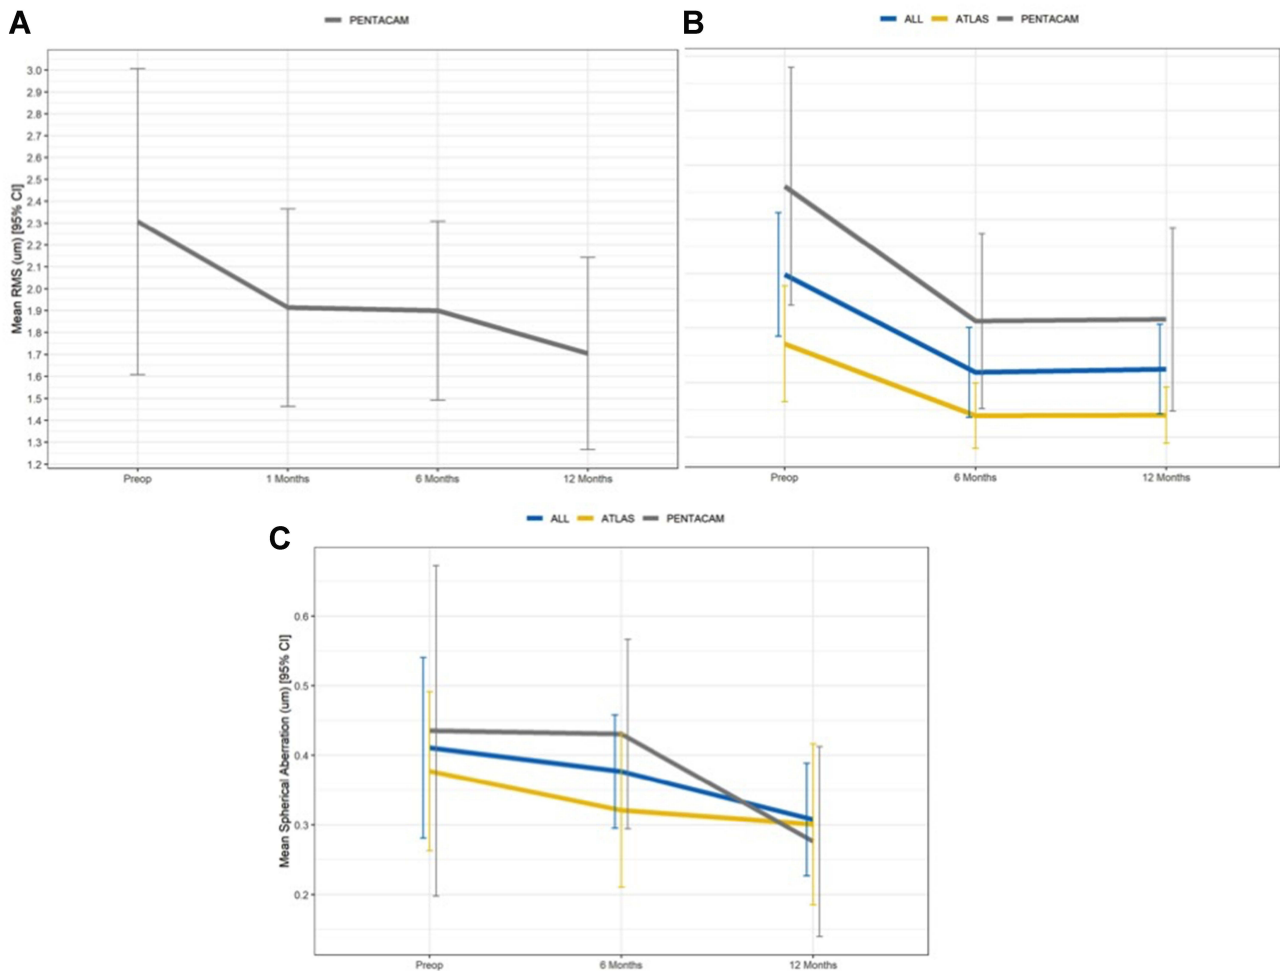 A
PENTACAM
Mean RMS (um) [95% CI]
3.0
2.9
2.8
2.7
2.6
2.5
2.4
2.3
2.2
2.1
2.0
1.9
1.8
1.7
1.6
1.5
1.4
1.3
1.2
Preop 1 Months 6 Months 12 Months
B
ALL ATLAS PENTACAM
Preop 6 Months 12 Months
C
ALL ATLAS PENTACAM
Mean Spherical Aberration (um) [95% CI]
0.6
0.5
0.4
0.3
0.2
Preop 6 Months 12 Months